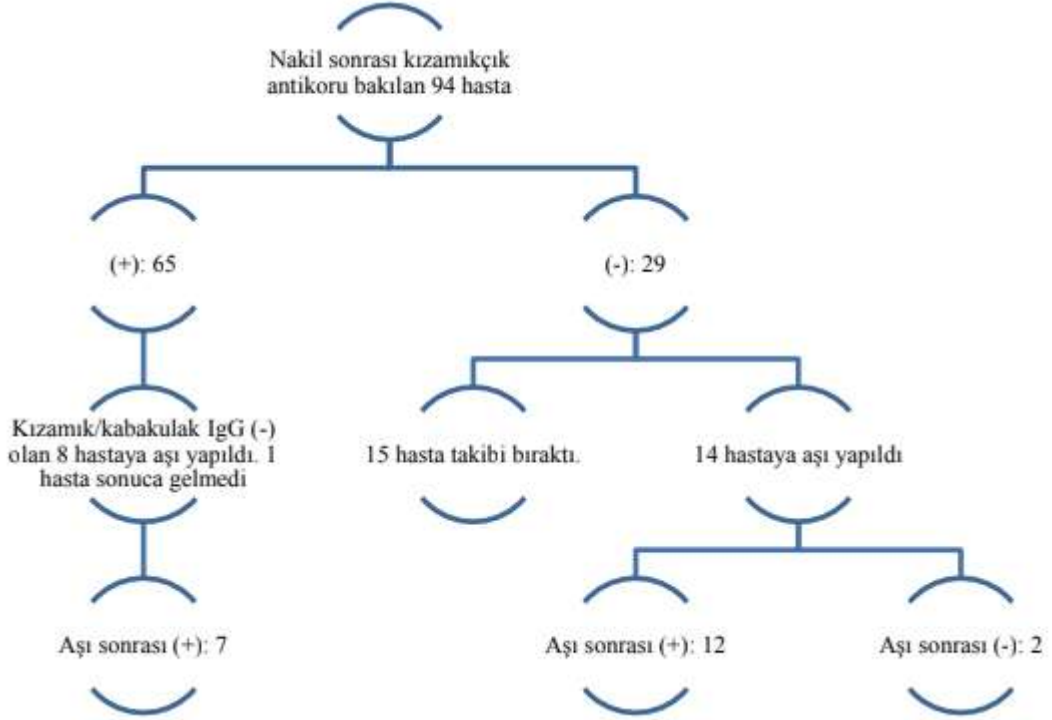 Nakil sonrası kızamıkçık
antikoru bakılan 94 hasta
(+): 65
(-): 29
Kızamık/kabakulak IgG (-)
olan 8 hastaya aşı yapıldı. 1
hasta sonuca gelmedi
15 hasta takibi bıraktı.
14 hastaya aşı yapıldı
Aşı sonrası (+): 7
Aşı sonrası (+): 12
Aşı sonrası (-): 2